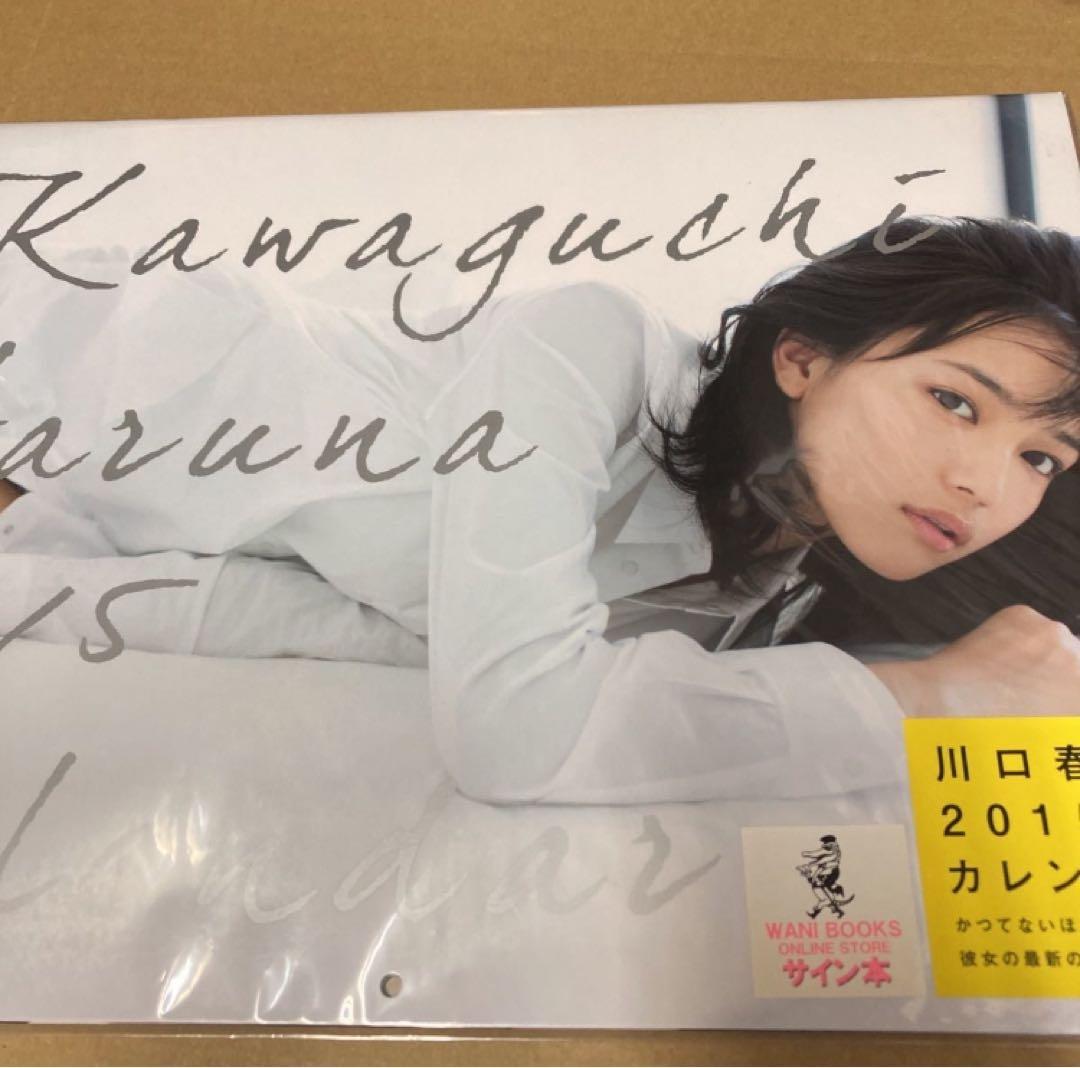 Kawaguchi
aruna
15
ndar
川口春
201
カレン
かつてないほ
彼女の最新の
WANI BOOKS
ONLINE STORE
サイン本